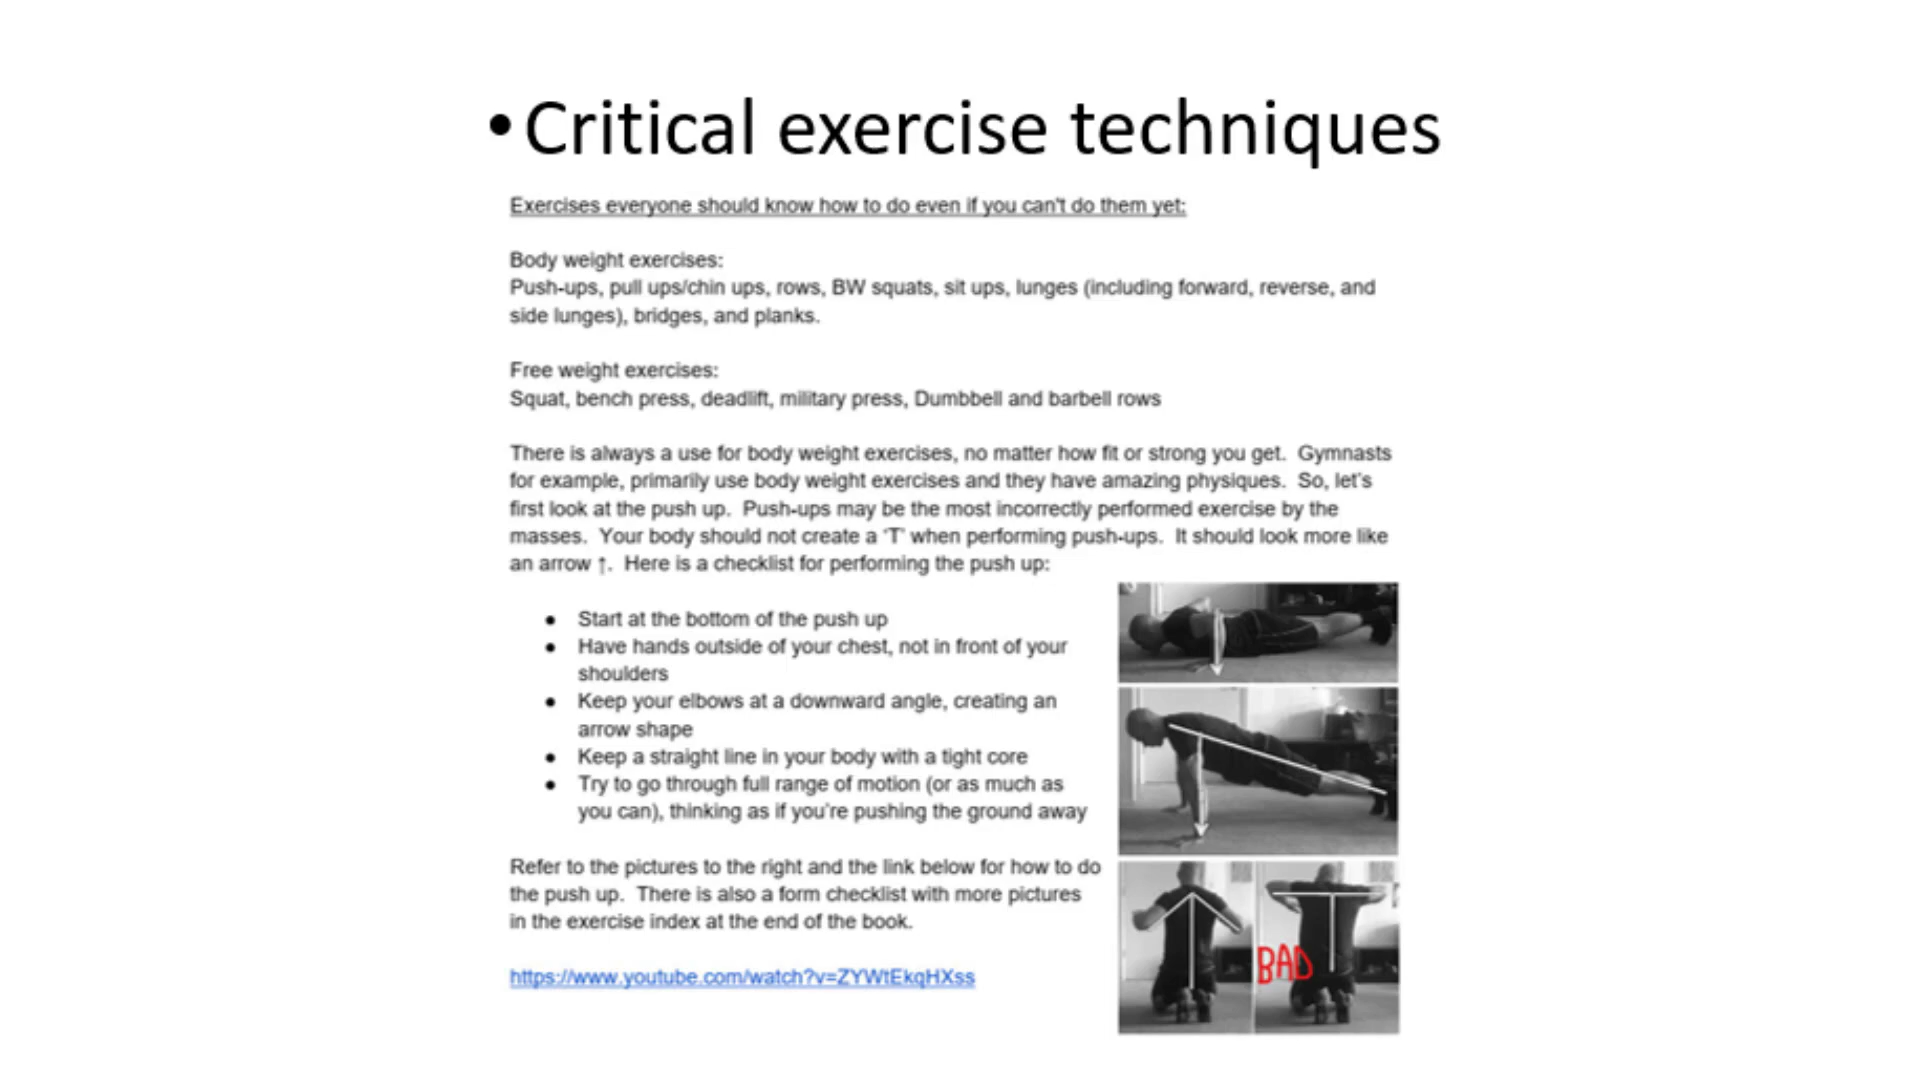 • Critical exercise techniques
Exercises everyone should know how to do even if you can't do them yet:
Body weight exercises:
Push-ups, pull ups/chin ups, rows, BW squats, sit ups, lunges (including forward, reverse, and
side lunges), bridges, and planks.
Free weight exercises:
Squat, bench press, deadlift, military press, Dumbbell and barbell rows
There is always a use for body weight exercises, no matter how fit or strong you get.  Gymnasts
for example, primarily use body weight exercises and they have amazing physiques.  So, let's
first look at the push up.  Push-ups may be the most incorrectly performed exercise by the
masses.  Your body should not create a 'T' when performing push-ups.  It should look more like
an arrow ↑.  Here is a checklist for performing the push up:
● Start at the bottom of the push up
● Have hands outside of your chest, not in front of your
shoulders
● Keep your elbows at a downward angle, creating an
arrow shape
● Keep a straight line in your body with a tight core
● Try to go through full range of motion (or as much as
you can), thinking as if you're pushing the ground away
Refer to the pictures to the right and the link below for how to do
the push up.  There is also a form checklist with more pictures
in the exercise index at the end of the book.
https://www.youtube.com/watch?v=ZYWtEkqHXss
BAD